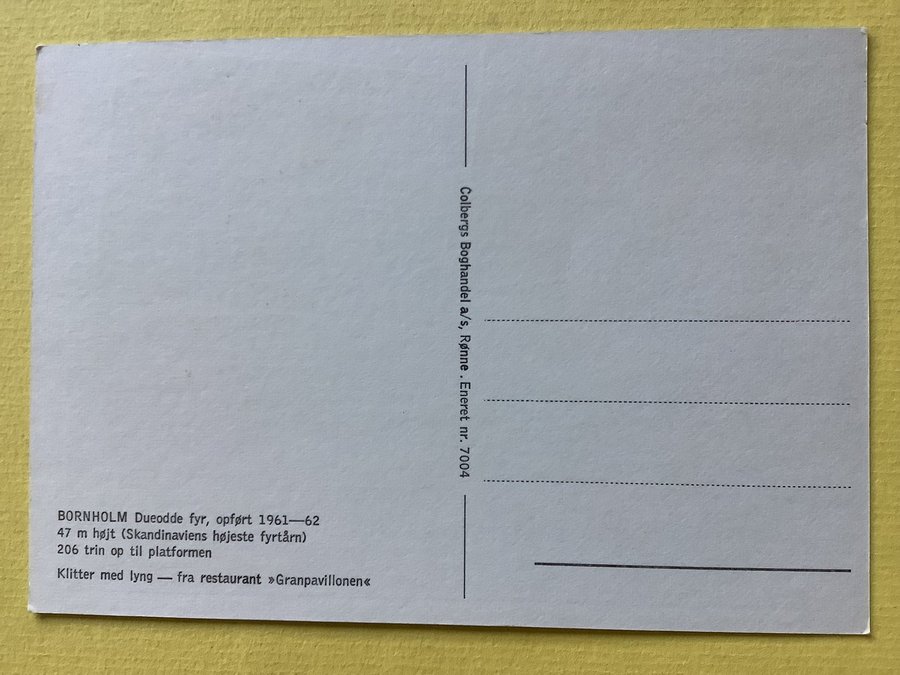 BORNHOLM Dueodde fyr, opført 1961—62
47 m højt (Skandinaviens højeste fyrtårn)
206 trin op til platformen
Klitter med lyng — fra restaurant »Granpavillonen«
Colbergs Boghandel a/s, Rønne . Eneret nr. 7004